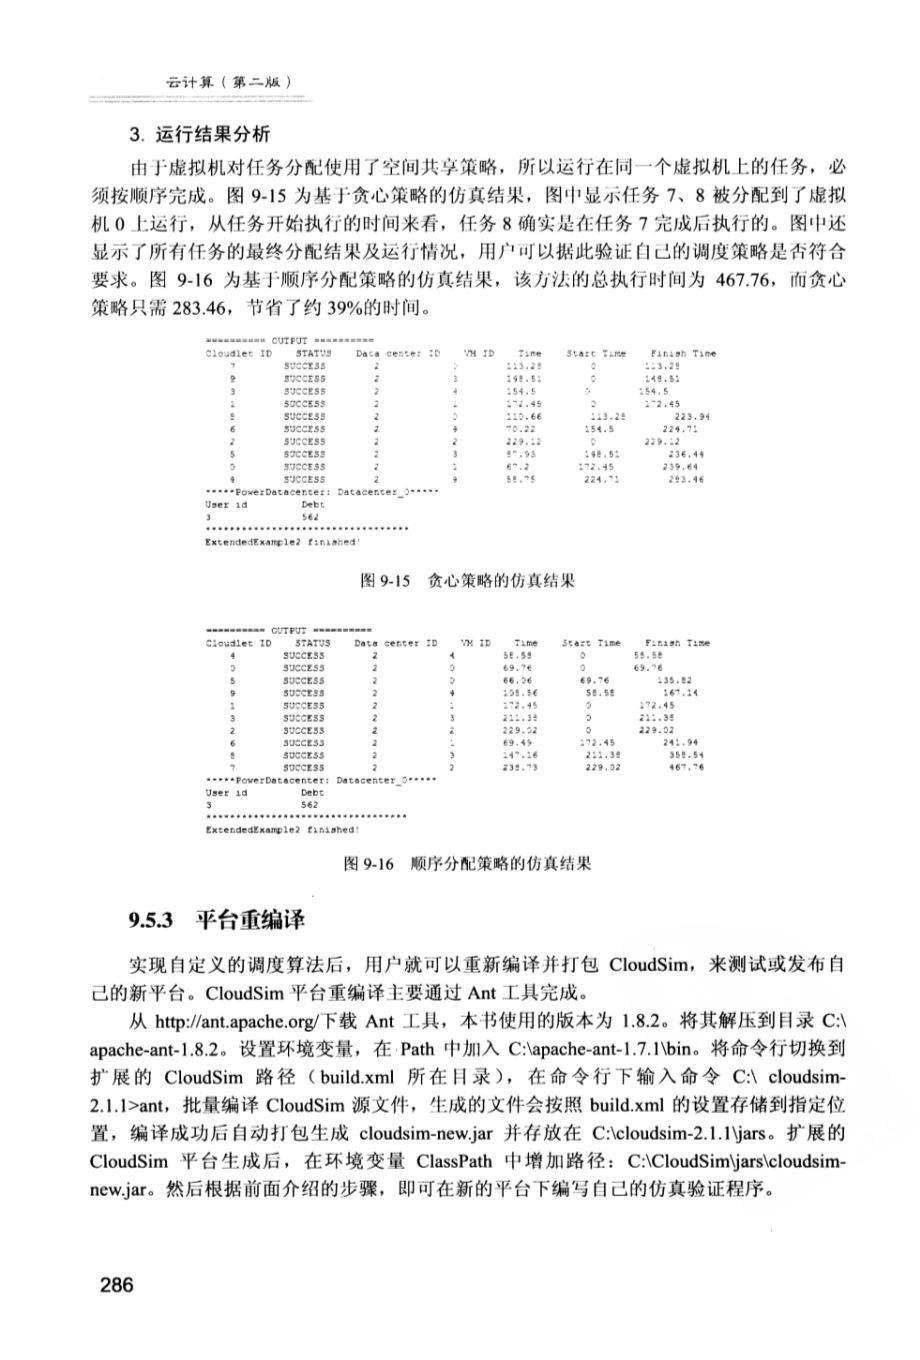 云计算（第二版）
3. 运行结果分析
由于虚拟机对任务分配使用了空间共享策略，所以运行在同一个虚拟机上的任务，必
须按顺序完成。图 9-15 为基于贪心策略的仿真结果，图中显示任务 7、8 被分配到了虚拟
机 0 上运行，从任务开始执行的时间来看，任务 8 确实是在任务 7 完成后执行的。图中还
显示了所有任务的最终分配结果及运行情况，用户可以据此验证自己的调度策略是否符合
要求。图 9-16 为基于顺序分配策略的仿真结果，该方法的总执行时间为 467.76，而贪心
策略只需 283.46，节省了约 39%的时间。
========== OUTPUT ==========
Cloudlet ID STATUS Data center ID VM ID Time Start Time Finish Time
7 SUCCESS 2 113.28 0 113.28
9 SUCCESS 2 3 148.51 0 148.51
3 SUCCESS 2 4 154.5 0 154.5
1 SUCCESS 2 1 172.45 0 172.45
8 SUCCESS 2 0 110.66 113.28 223.94
6 SUCCESS 2 4 70.22 154.5 224.71
2 SUCCESS 2 2 229.12 0 229.12
5 SUCCESS 2 3 87.93 148.51 236.44
0 SUCCESS 2 1 67.2 172.45 239.64
4 SUCCESS 2 4 58.75 224.71 283.46
*****PowerDatacenter: Datacenter_0*****
User id Debt
3 562
**********************************
ExtendedExample2 finished!
图 9-15 贪心策略的仿真结果
========== OUTPUT ==========
Cloudlet ID STATUS Data center ID VM ID Time Start Time Finish Time
4 SUCCESS 2 4 58.58 0 58.58
0 SUCCESS 2 0 69.76 0 69.76
5 SUCCESS 2 0 66.06 69.76 135.82
9 SUCCESS 2 4 108.56 58.58 167.14
1 SUCCESS 2 1 172.45 0 172.45
3 SUCCESS 2 3 211.38 0 211.38
2 SUCCESS 2 2 229.02 0 229.02
6 SUCCESS 2 1 69.49 172.45 241.94
8 SUCCESS 2 3 147.16 211.38 358.54
7 SUCCESS 2 2 238.73 229.02 467.76
*****PowerDatacenter: Datacenter_0*****
User id Debt
3 562
**********************************
ExtendedExample2 finished!
图 9-16 顺序分配策略的仿真结果
9.5.3 平台重编译
实现自定义的调度算法后，用户就可以重新编译并打包 CloudSim，来测试或发布自
己的新平台。CloudSim 平台重编译主要通过 Ant 工具完成。
从 http://ant.apache.org/下载 Ant 工具，本书使用的版本为 1.8.2。将其解压到目录 C:\
apache-ant-1.8.2。设置环境变量，在 Path 中加入 C:\apache-ant-1.7.1\bin。将命令行切换到
扩展的 CloudSim 路径（build.xml 所在目录），在命令行下输入命令 C:\ cloudsim-
2.1.1>ant，批量编译 CloudSim 源文件，生成的文件会按照 build.xml 的设置存储到指定位
置，编译成功后自动打包生成 cloudsim-new.jar 并存放在 C:\cloudsim-2.1.1\jars。扩展的
CloudSim 平台生成后，在环境变量 ClassPath 中增加路径：C:\CloudSim\jars\cloudsim-
new.jar。然后根据前面介绍的步骤，即可在新的平台下编写自己的仿真验证程序。
286